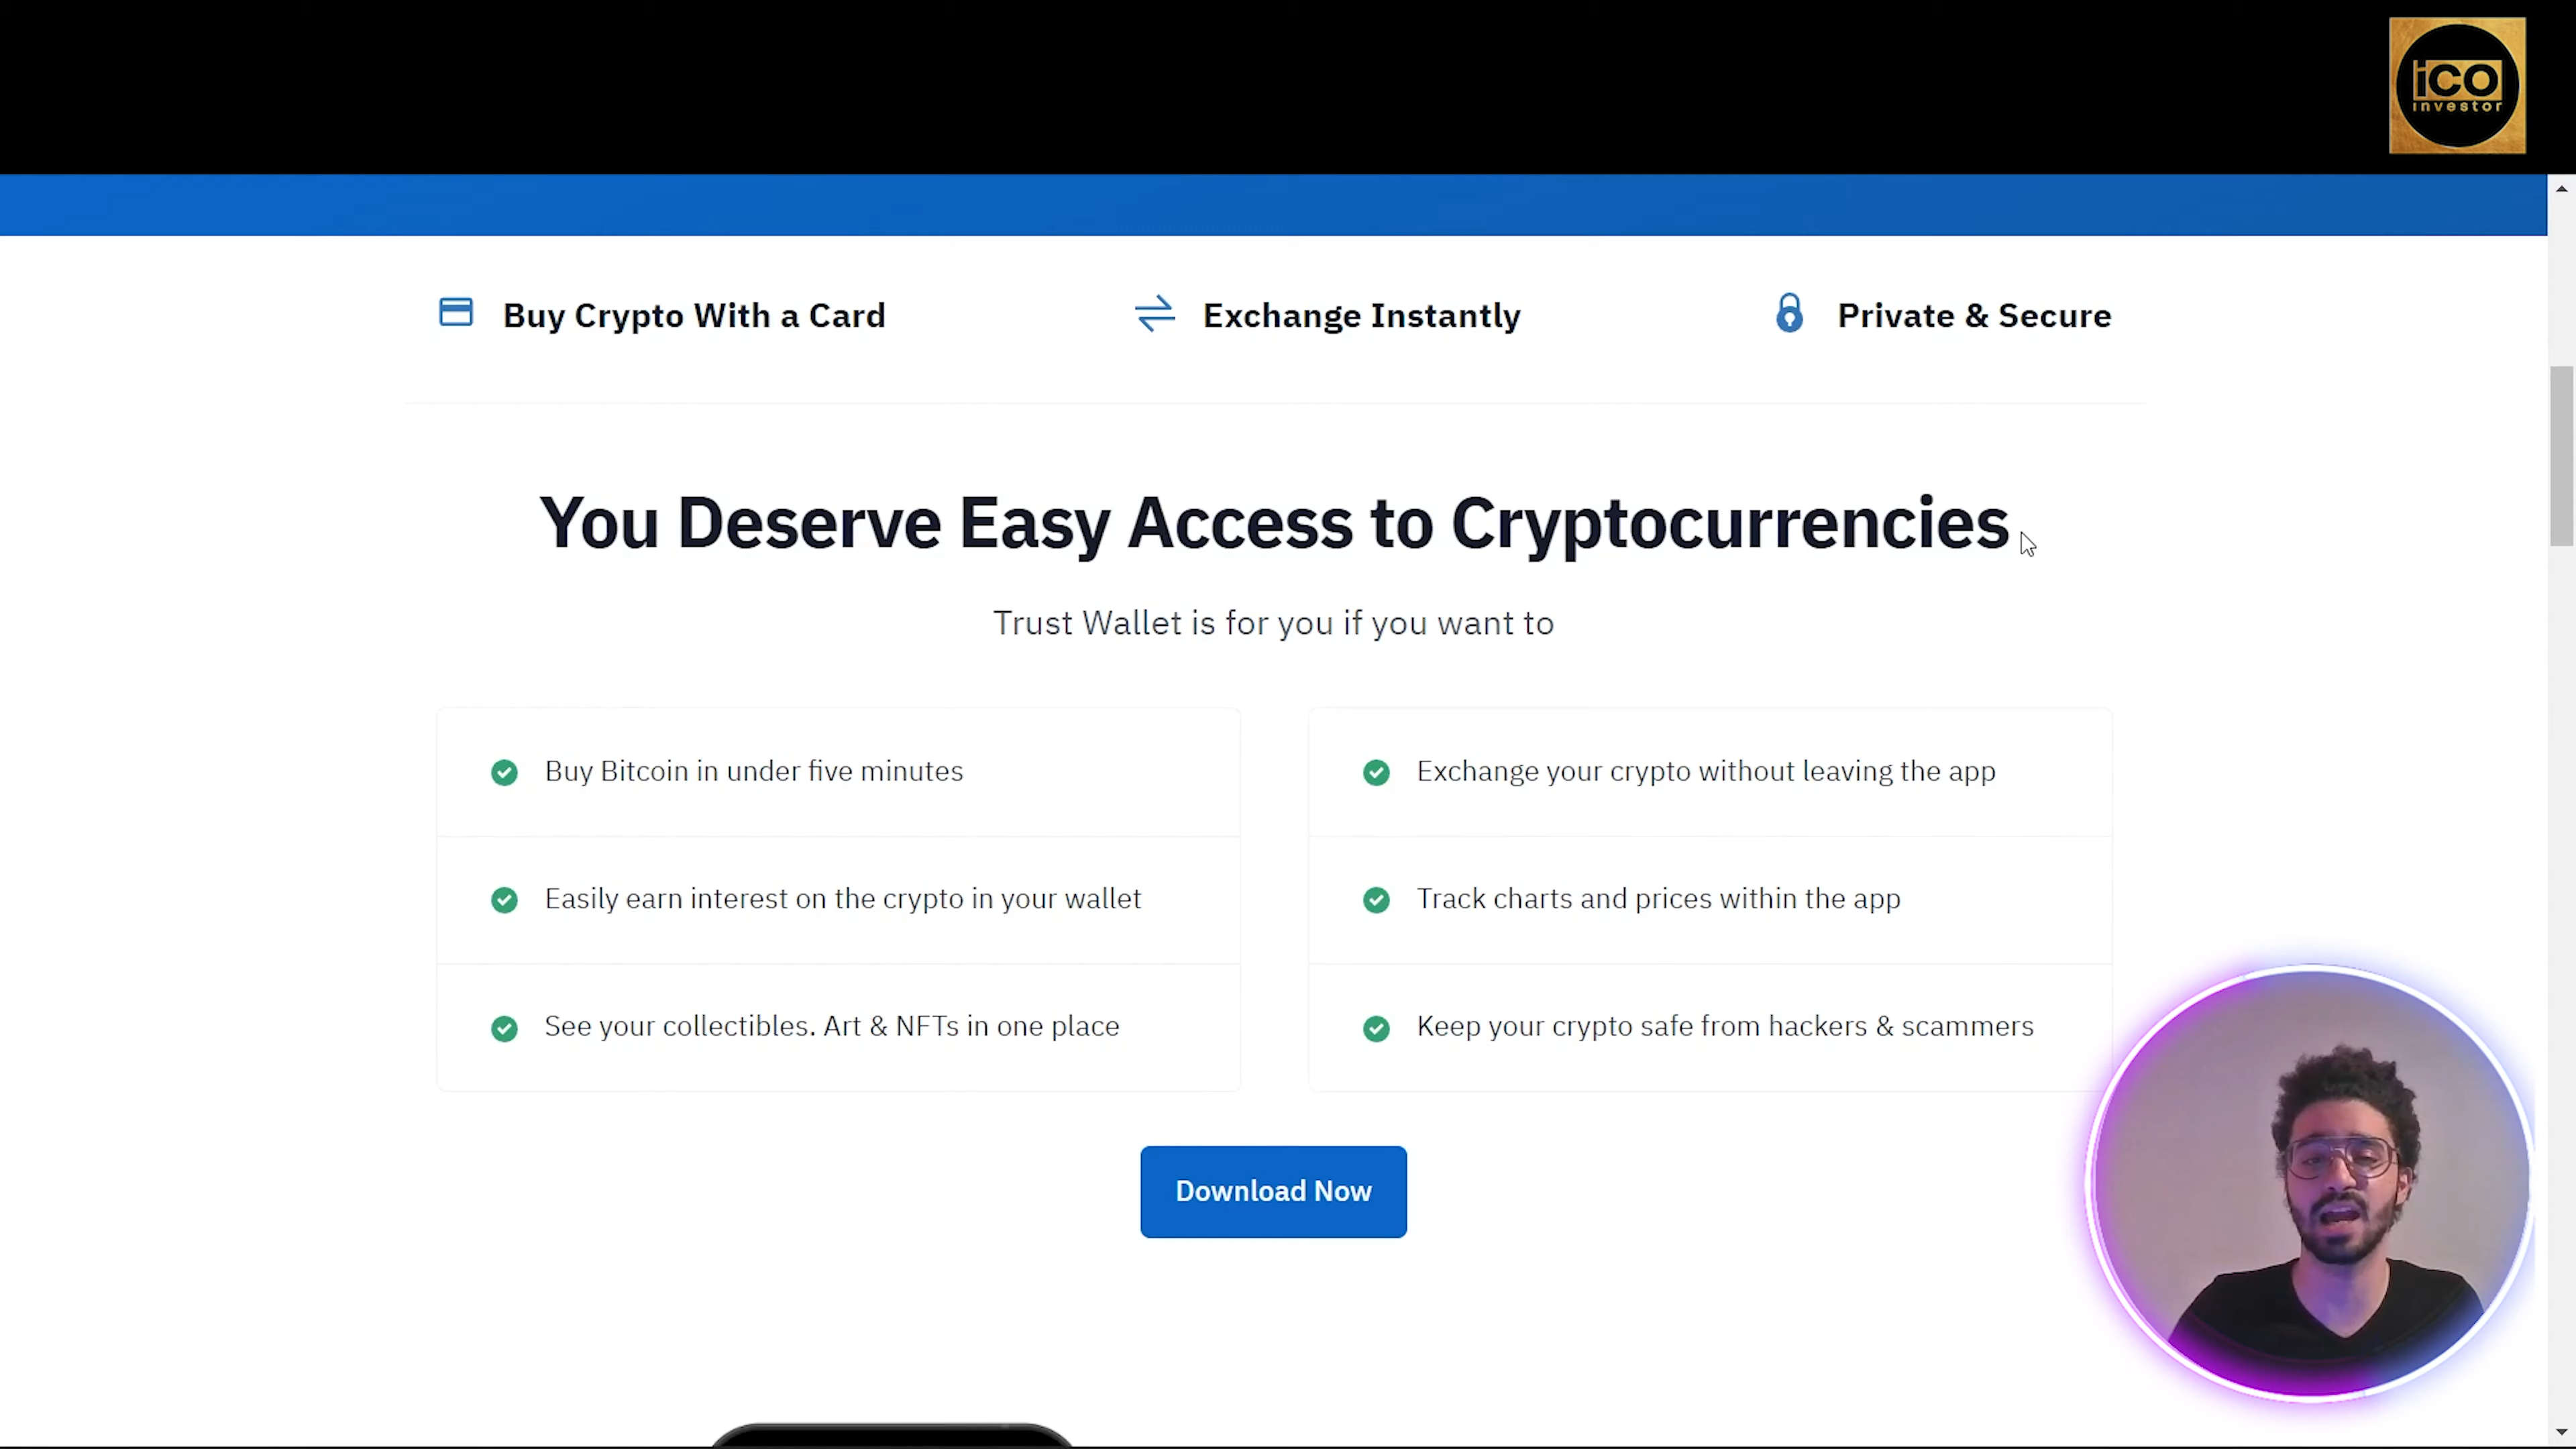 iCO
investor
Buy Crypto With a Card
Exchange Instantly
Private & Secure
You Deserve Easy Access to Cryptocurrencies
Trust Wallet is for you if you want to
Buy Bitcoin in under five minutes
Exchange your crypto without leaving the app
Easily earn interest on the crypto in your wallet
Track charts and prices within the app
See your collectibles. Art & NFTs in one place
Keep your crypto safe from hackers & scammers
Download Now